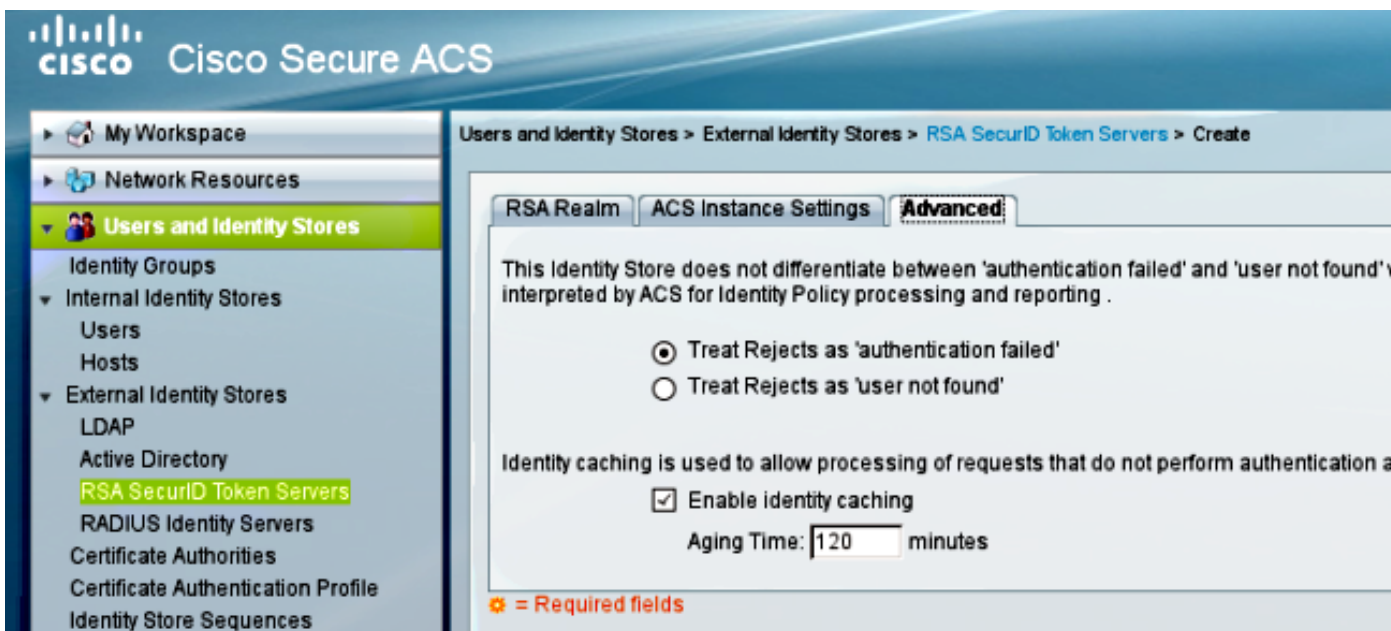 CISCO Cisco Secure ACS
My Workspace
Network Resources
Users and Identity Stores
Identity Groups
Internal Identity Stores
Users
Hosts
External Identity Stores
LDAP
Active Directory
RSA SecurID Token Servers
RADIUS Identity Servers
Certificate Authorities
Certificate Authentication Profile
Identity Store Sequences
Users and Identity Stores > External Identity Stores > RSA SecurID Token Servers > Create
RSA Realm ACS Instance Settings Advanced
This Identity Store does not differentiate between 'authentication failed' and 'user not found'
interpreted by ACS for Identity Policy processing and reporting .
Treat Rejects as 'authentication failed'
Treat Rejects as 'user not found'
Identity caching is used to allow processing of requests that do not perform authentication
Enable identity caching
Aging Time: 120 minutes
= Required fields